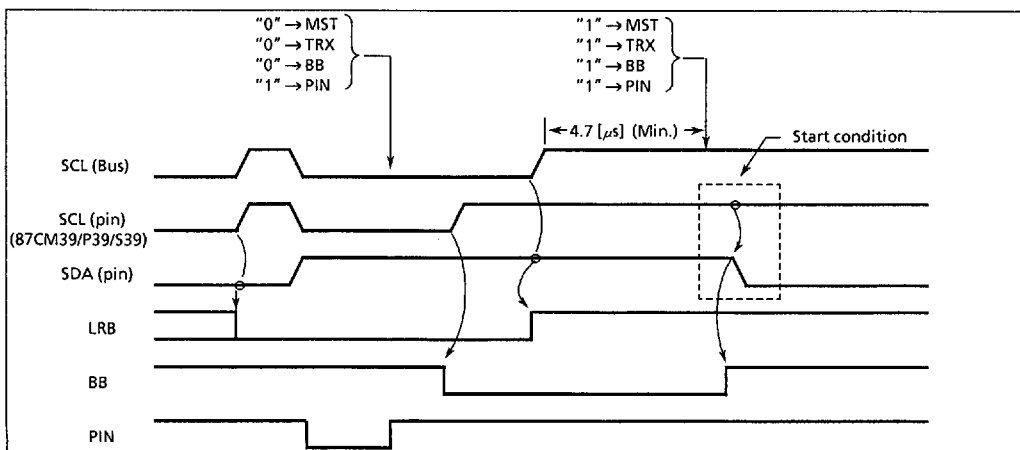 "0" → MST
"0" → TRX
"0" → BB
"1" → PIN
"1" → MST
"1" → TRX
"1" → BB
"1" → PIN
4.7 [μs] (Min.)
Start condition
SCL (Bus)
SCL (pin)
(87CM39/P39/S39)
SDA (pin)
LRB
BB
PIN